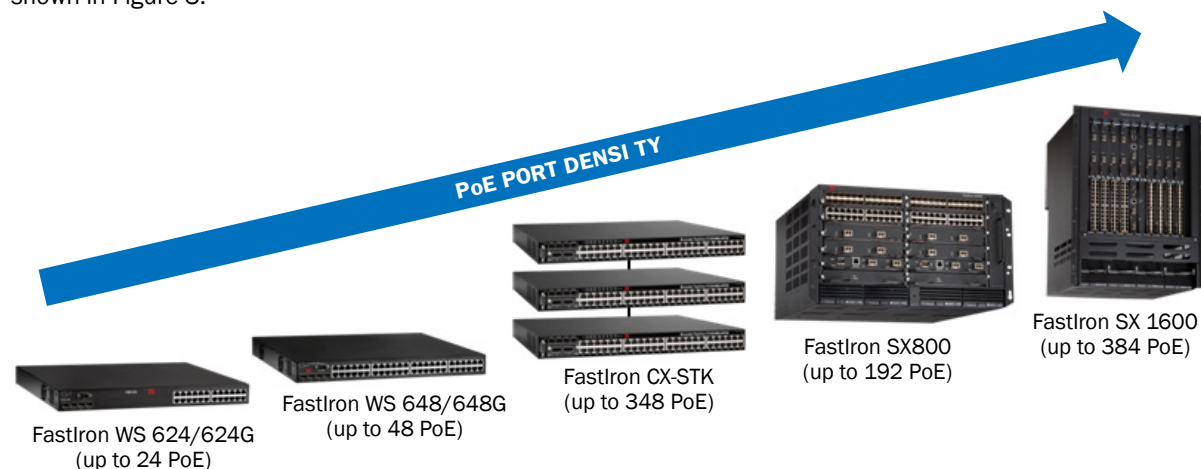 shown in Figure 3.
PoE PORT DENSI TY
FastIron WS 624/624G
(up to 24 PoE)
FastIron WS 648/648G
(up to 48 PoE)
FastIron CX-STK
(up to 348 PoE)
FastIron SX800
(up to 192 PoE)
FastIron SX 1600
(up to 384 PoE)